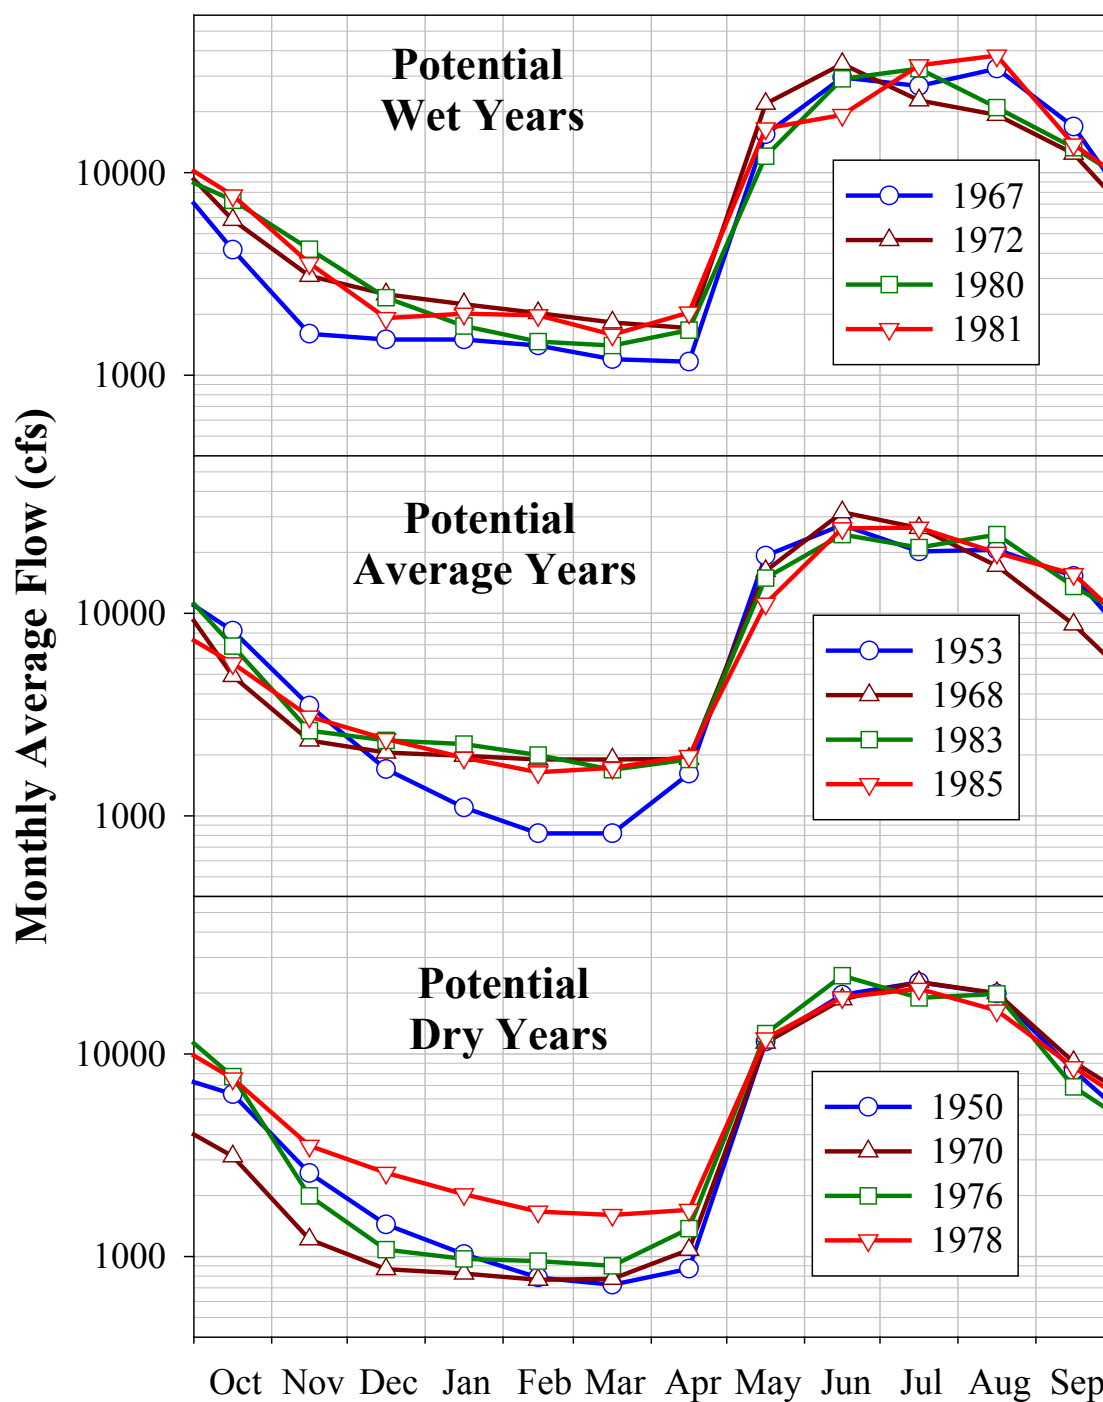 Monthly Average Flow (cfs)
Potential
Wet Years
10000
1000
1967
1972
1980
1981
Potential
Average Years
10000
1000
1953
1968
1983
1985
Potential
Dry Years
10000
1000
1950
1970
1976
1978
Oct Nov Dec Jan Feb Mar Apr May Jun Jul Aug Sep